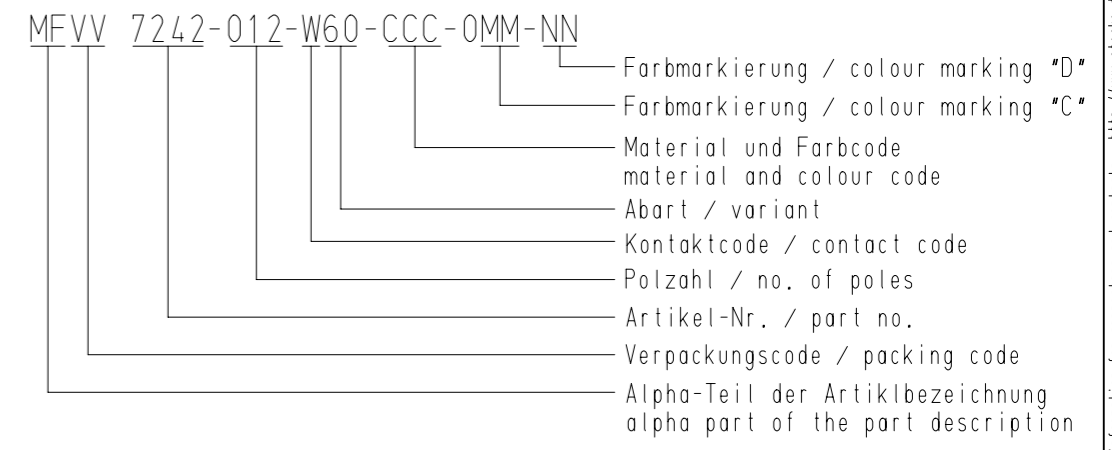 MFVV 7242-012-W60-CCC-0MM-NN
Farbmarkierung / colour marking "D"
Farbmarkierung / colour marking "C"
Material und Farbcode
material and colour code
Abart / variant
Kontaktcode / contact code
Polzahl / no. of poles
Artikel-Nr. / part no.
Verpackungscode / packing code
Alpha-Teil der Artiklbezeichnung
alpha part of the part description